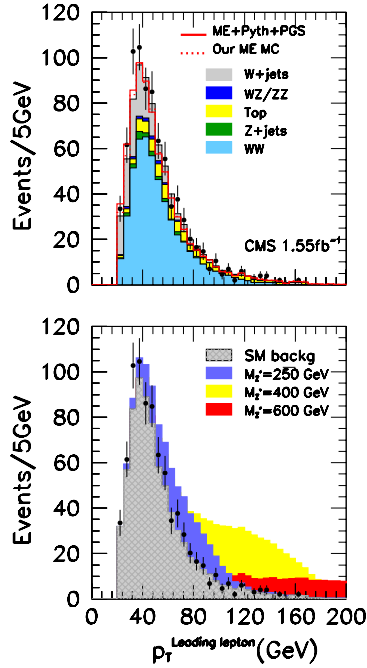 120
100
80
60
40
20
0
Events/5GeV
ME+Pyth+PGS
Our ME MC
W+jets
WZ/ZZ
Top
Z+jets
WW
CMS 1.55fb⁻¹
120
100
80
60
40
20
0
Events/5GeV
SM backg
M_Z'=250 GeV
M_Z'=400 GeV
M_Z'=600 GeV
0 40 80 120 160 200
p_T^Leading lepton(GeV)